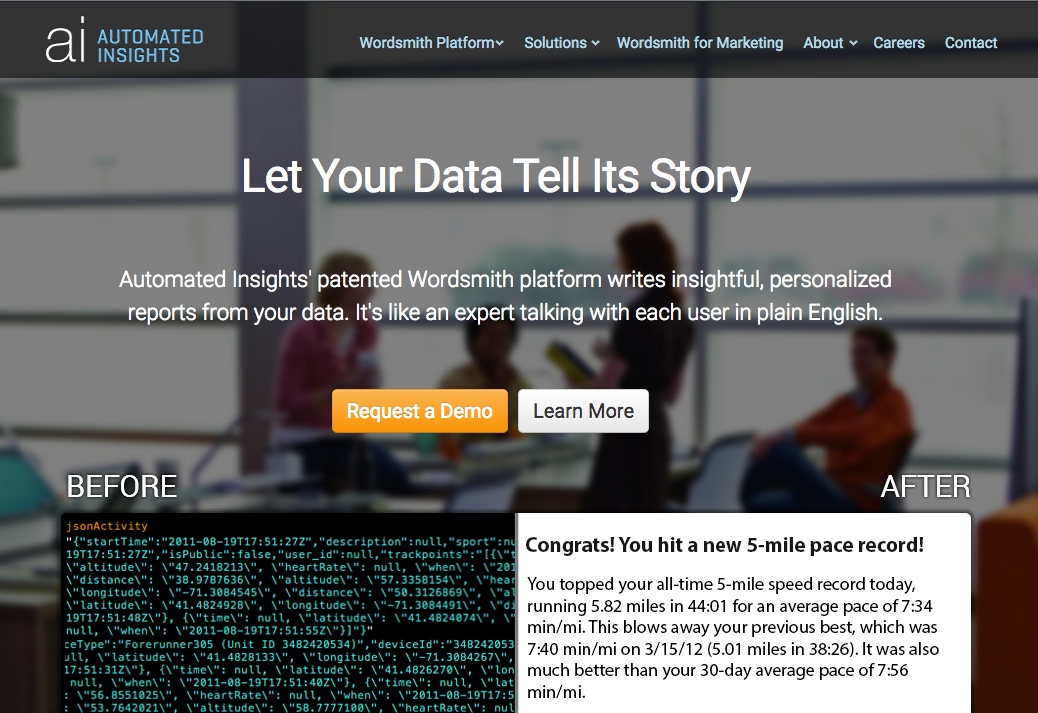 ai AUTOMATED
INSIGHTS
Wordsmith Platform Solutions Wordsmith for Marketing About Careers Contact
Let Your Data Tell Its Story
Automated Insights' patented Wordsmith platform writes insightful, personalized
reports from your data. It's like an expert talking with each user in plain English.
Request a Demo Learn More
BEFORE
AFTER
jsonActivity
"{"startTime":"2011-08-19T17:51:27Z","description":null,"sport":nu
19T17:51:27Z","isPublic":false,"user_id":null,"trackpoints":"[{\"t
\"altitude\": \"47.2418213\", \"heartRate\": null, \"when\": \"201
\"distance\": \"38.9787636\", \"altitude\": \"57.3358154\", \"hear
\"longitude\": \"-71.3084545\", \"distance\": \"50.3126869\", \"al
\"latitude\": \"41.4824928\", \"longitude\": \"-71.3084491\", \"di
19T17:51:48Z\"}, {\"time\": null, \"latitude\": \"41.4824074\", \"
null, \"when\": \"2011-08-19T17:51:55Z\"}]"}"
ceType":"Forerunner305 (Unit ID 3482420534)","deviceId":"348242053
ull, \"latitude\": \"41.4828133\", \"longitude\": \"-71.3084267\",
17:51:31Z\"}, {\"time\": null, \"latitude\": \"41.4826270\", \"long
null, \"when\": \"2011-08-19T17:51:40Z\"}, {\"time\": null, \"lat
: \"56.8551025\", \"heartRate\": null, \"when\": \"2011-08-19T17:5
: \"53.7642021\", \"altitude\": \"58.7777100\", \"heartRate\": nul
Congrats! You hit a new 5-mile pace record!
You topped your all-time 5-mile speed record today,
running 5.82 miles in 44:01 for an average pace of 7:34
min/mi. This blows away your previous best, which was
7:40 min/mi on 3/15/12 (5.01 miles in 38:26). It was also
much better than your 30-day average pace of 7:56
min/mi.